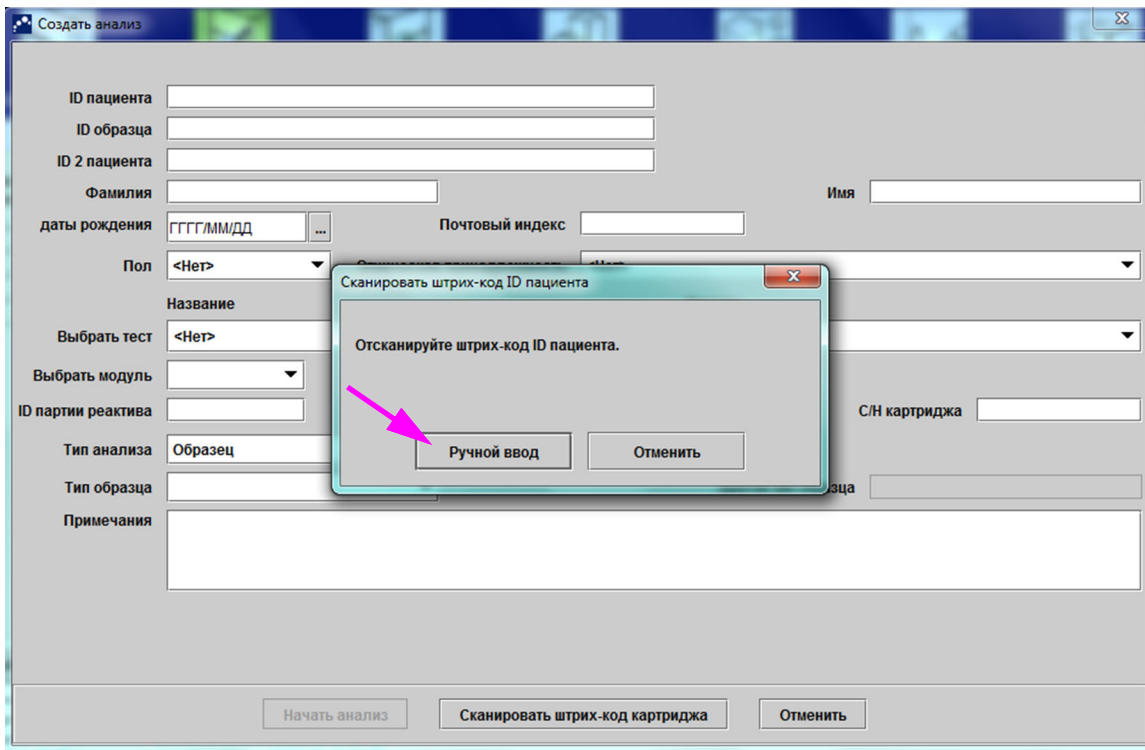 Создать анализ
ID пациента
ID образца
ID 2 пациента
Фамилия
Имя
даты рождения ГГГГ/ММ/ДД ...
Почтовый индекс
Пол <Нет>
Сканировать штрих-код ID пациента
Название
Выбрать тест <Нет>
Отсканируйте штрих-код ID пациента.
Выбрать модуль
ID партии реактива
С/Н картриджа
Тип анализа Образец
Ручной ввод Отменить
Тип образца
Примечания
Начать анализ Сканировать штрих-код картриджа Отменить